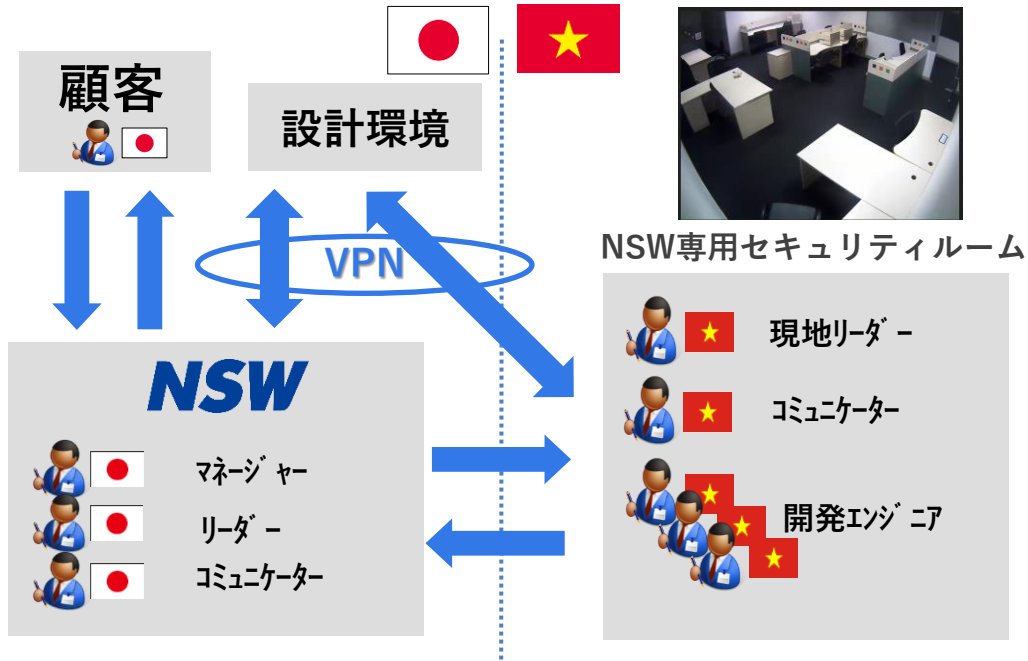 顧客
設計環境
VPN
NSW専用セキュリティルーム
NSW
マネージャー
リーダー
コミュニケーター
現地リーダー
コミュニケーター
開発エンジニア